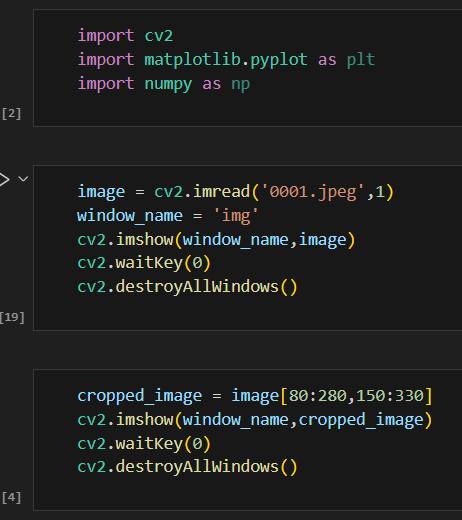 import cv2
import matplotlib.pyplot as plt
import numpy as np
[2]
image = cv2.imread('0001.jpeg',1)
window_name = 'img'
cv2.imshow(window_name,image)
cv2.waitKey(0)
cv2.destroyAllWindows()
[19]
cropped_image = image[80:280,150:330]
cv2.imshow(window_name,cropped_image)
cv2.waitKey(0)
cv2.destroyAllWindows()
[4]